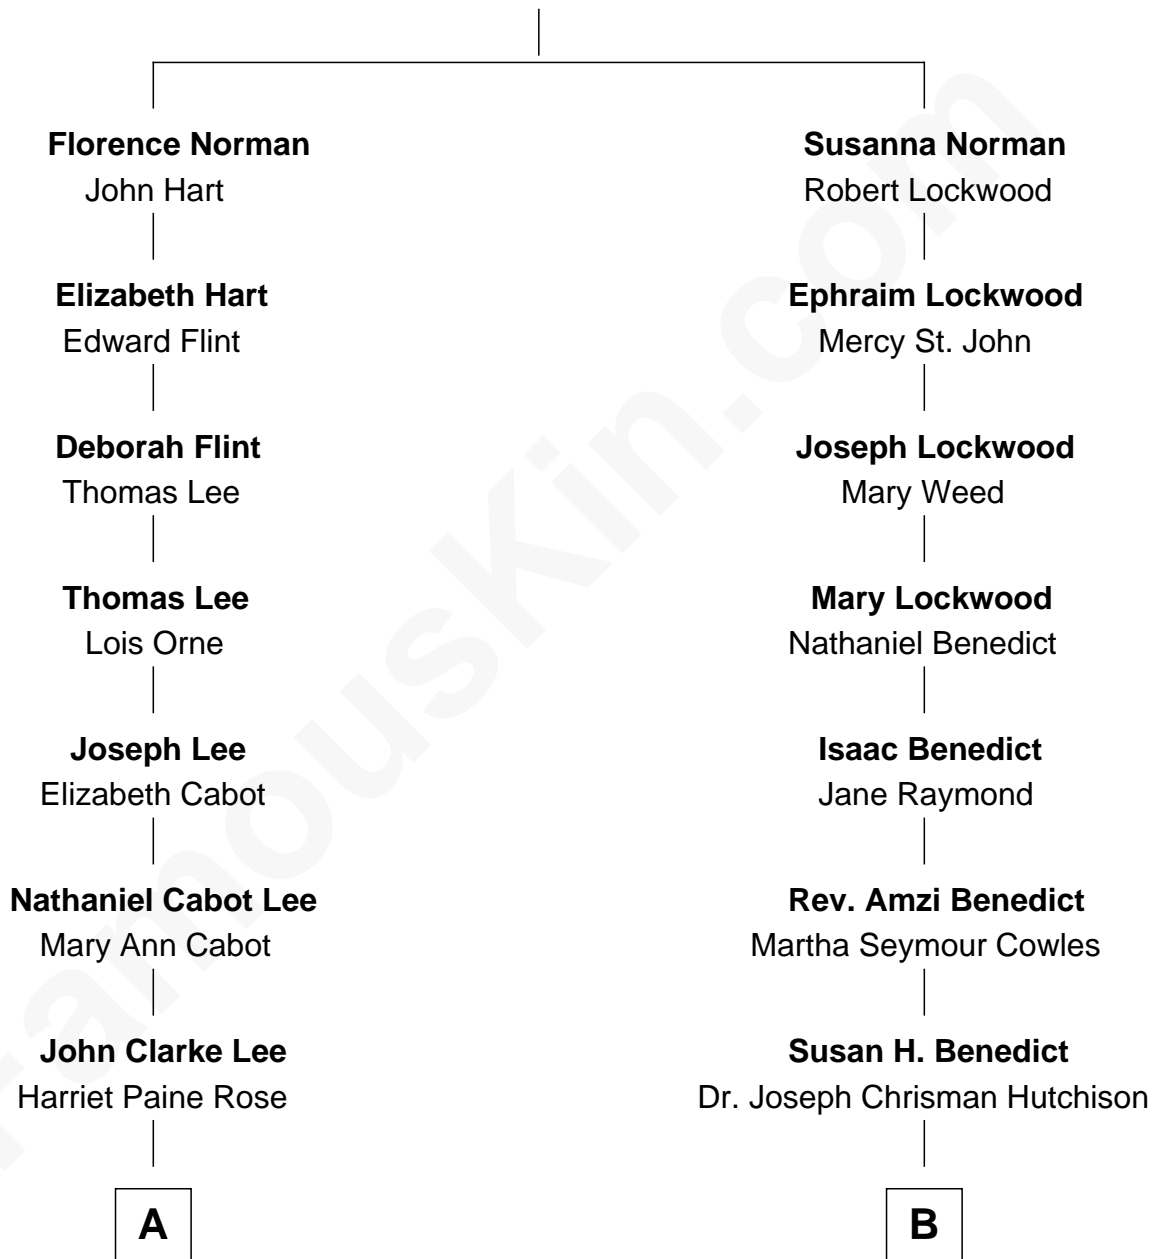 Florence Norman
John Hart
Elizabeth Hart
Edward Flint
Deborah Flint
Thomas Lee
Thomas Lee
Lois Orne
Joseph Lee
Elizabeth Cabot
Nathaniel Cabot Lee
Mary Ann Cabot
John Clarke Lee
Harriet Paine Rose
A
Susanna Norman
Robert Lockwood
Ephraim Lockwood
Mercy St. John
Joseph Lockwood
Mary Weed
Mary Lockwood
Nathaniel Benedict
Isaac Benedict
Jane Raymond
Rev. Amzi Benedict
Martha Seymour Cowles
Susan H. Benedict
Dr. Joseph Chrisman Hutchison
B
FamousKin.com